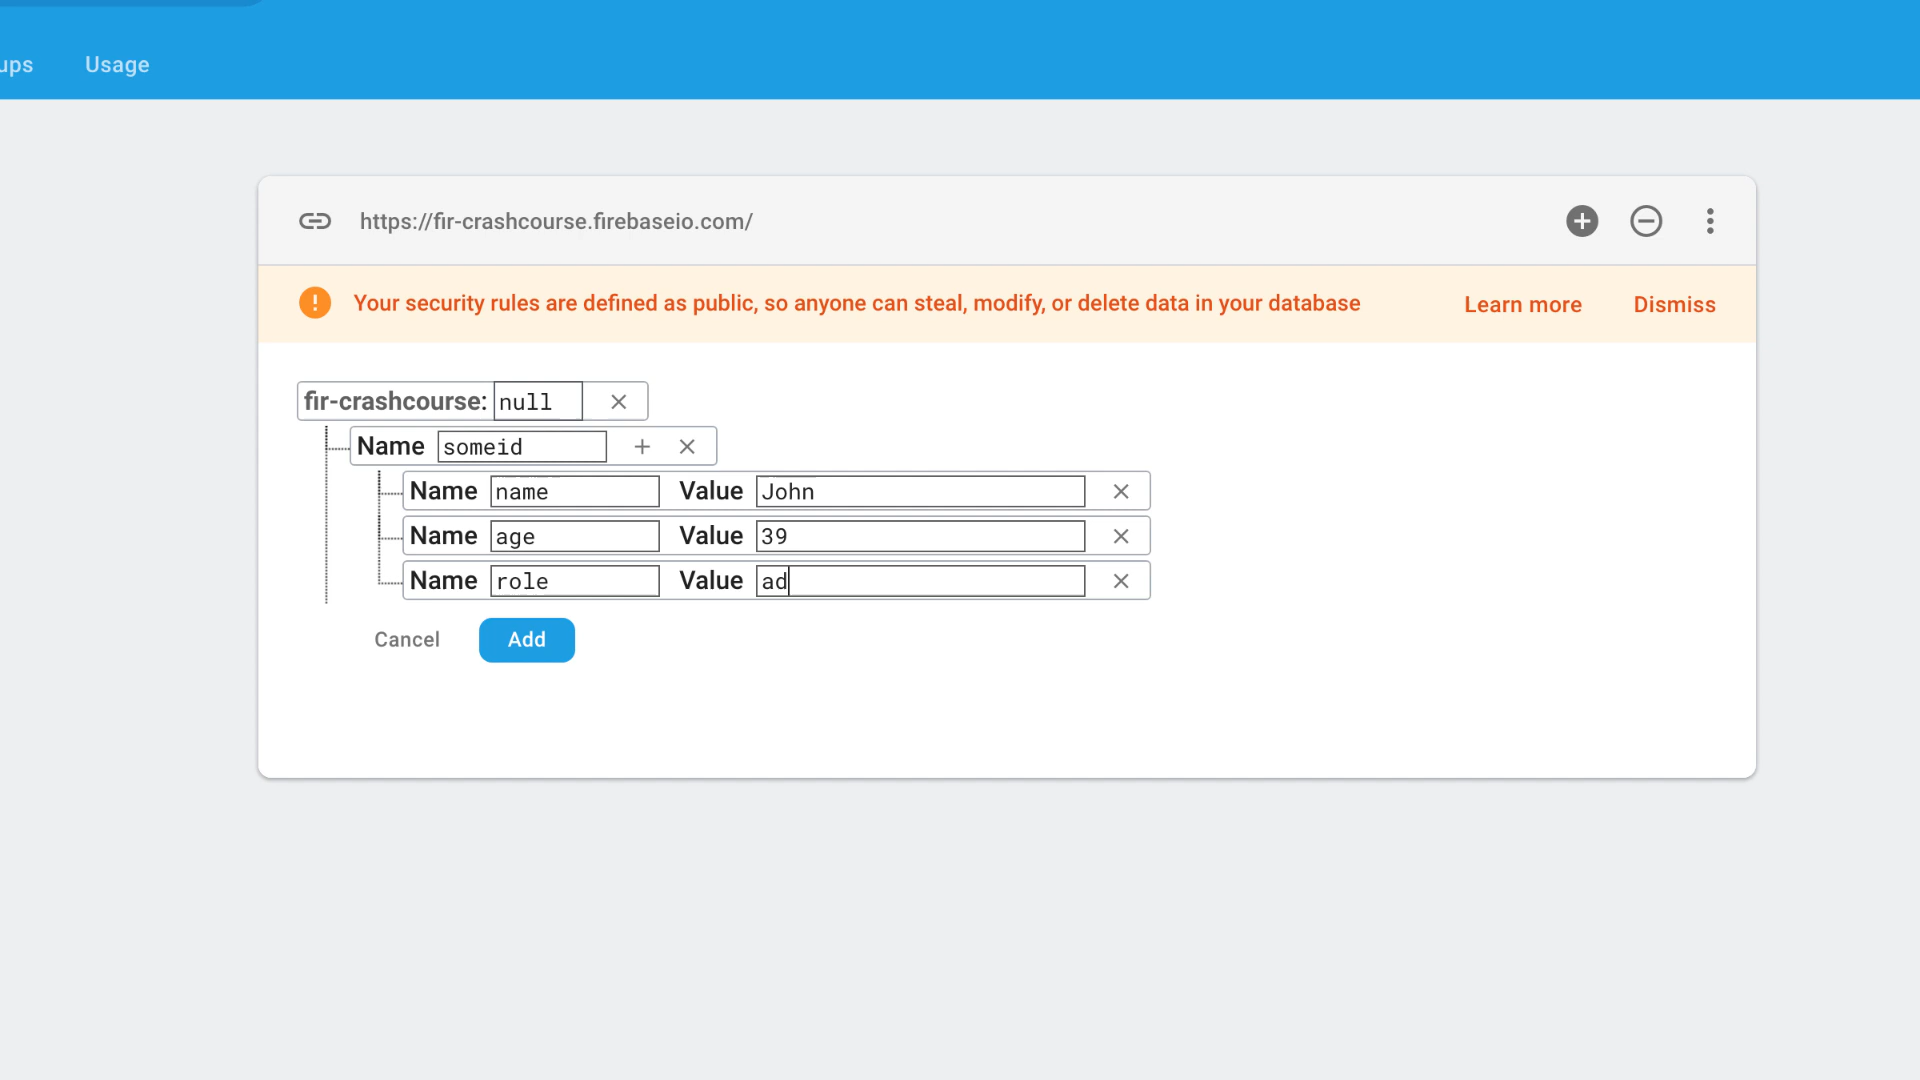 ups Usage
https://fir-crashcourse.firebaseio.com/
Your security rules are defined as public, so anyone can steal, modify, or delete data in your database Learn more Dismiss
fir-crashcourse: null
Name someid
Name name Value John
Name age Value 39
Name role Value ad
Cancel Add